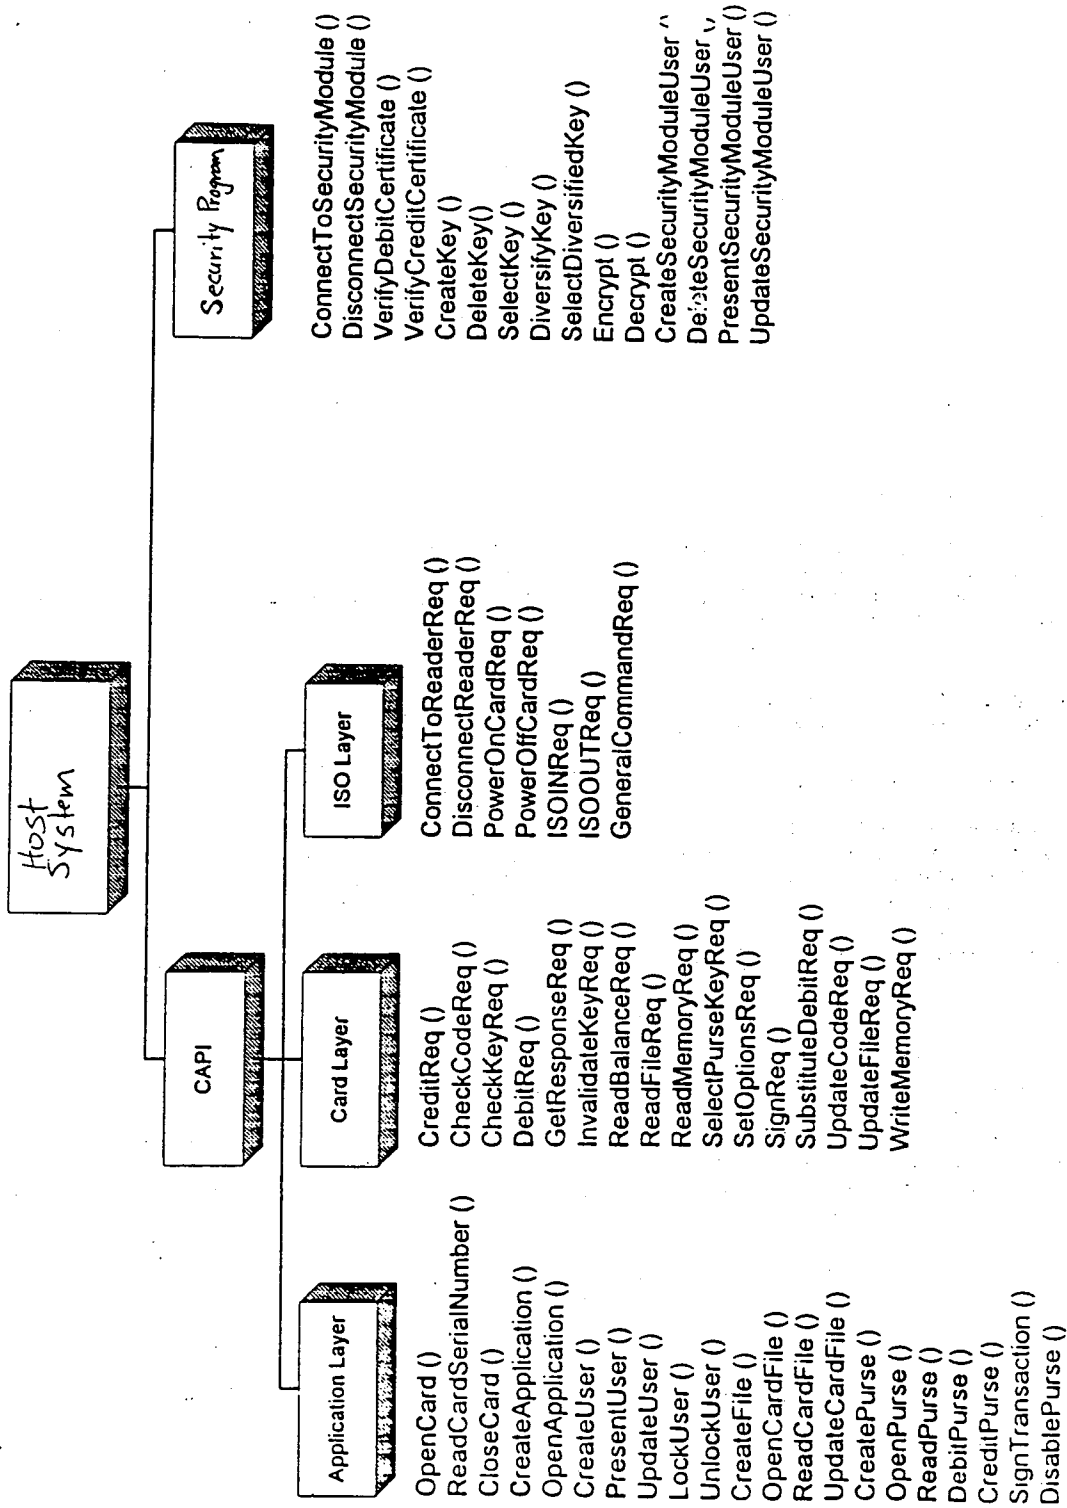 Host
System
CAPI
Security Program
Application Layer
Card Layer
ISO Layer
OpenCard ()
ReadCardSerialNumber ()
CloseCard ()
CreateApplication ()
OpenApplication ()
CreateUser ()
PresentUser ()
UpdateUser ()
LockUser ()
UnlockUser ()
CreateFile ()
OpenCardFile ()
ReadCardFile ()
UpdateCardFile ()
CreatePurse ()
OpenPurse ()
ReadPurse ()
DebitPurse ()
CreditPurse ()
SignTransaction ()
DisablePurse ()
CreditReq ()
CheckCodeReq ()
CheckKeyReq ()
DebitReq ()
GetResponseReq ()
InvalidateKeyReq ()
ReadBalanceReq ()
ReadFileReq ()
ReadMemoryReq ()
SelectPurseKeyReq ()
SetOptionsReq ()
SignReq ()
SubstituteDebitReq ()
UpdateCodeReq ()
UpdateFileReq ()
WriteMemoryReq ()
ConnectToReaderReq ()
DisconnectReaderReq ()
PowerOnCardReq ()
PowerOffCardReq ()
ISOINReq ()
ISOOUTReq ()
GeneralCommandReq ()
ConnectToSecurityModule ()
DisconnectSecurityModule ()
VerifyDebitCertificate ()
VerifyCreditCertificate ()
CreateKey ()
DeleteKey()
SelectKey ()
DiversifyKey ()
SelectDiversifiedKey ()
Encrypt ()
Decrypt ()
CreateSecurityModuleUser ()
DeleteSecurityModuleUser ()
PresentSecurityModuleUser ()
UpdateSecurityModuleUser ()